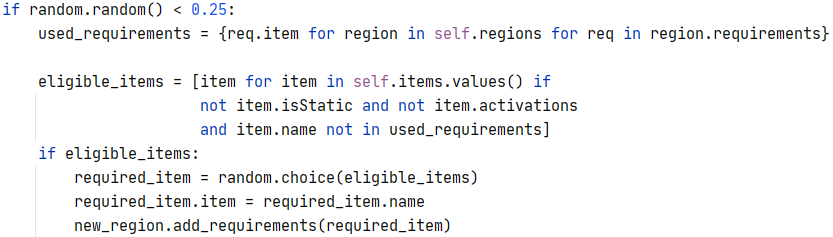 if random.random() < 0.25:
    used_requirements = {req.item for region in self.regions for req in region.requirements}

    eligible_items = [item for item in self.items.values() if
                      not item.isStatic and not item.activations
                      and item.name not in used_requirements]
    if eligible_items:
        required_item = random.choice(eligible_items)
        required_item.item = required_item.name
        new_region.add_requirements(required_item)